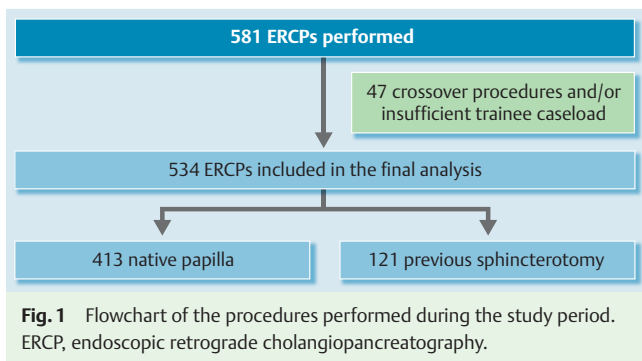 581 ERCPs performed
47 crossover procedures and/or
insufficient trainee caseload
534 ERCPs included in the final analysis
413 native papilla
121 previous sphincterotomy
Fig. 1 Flowchart of the procedures performed during the study period.
ERCP, endoscopic retrograde cholangiopancreatography.